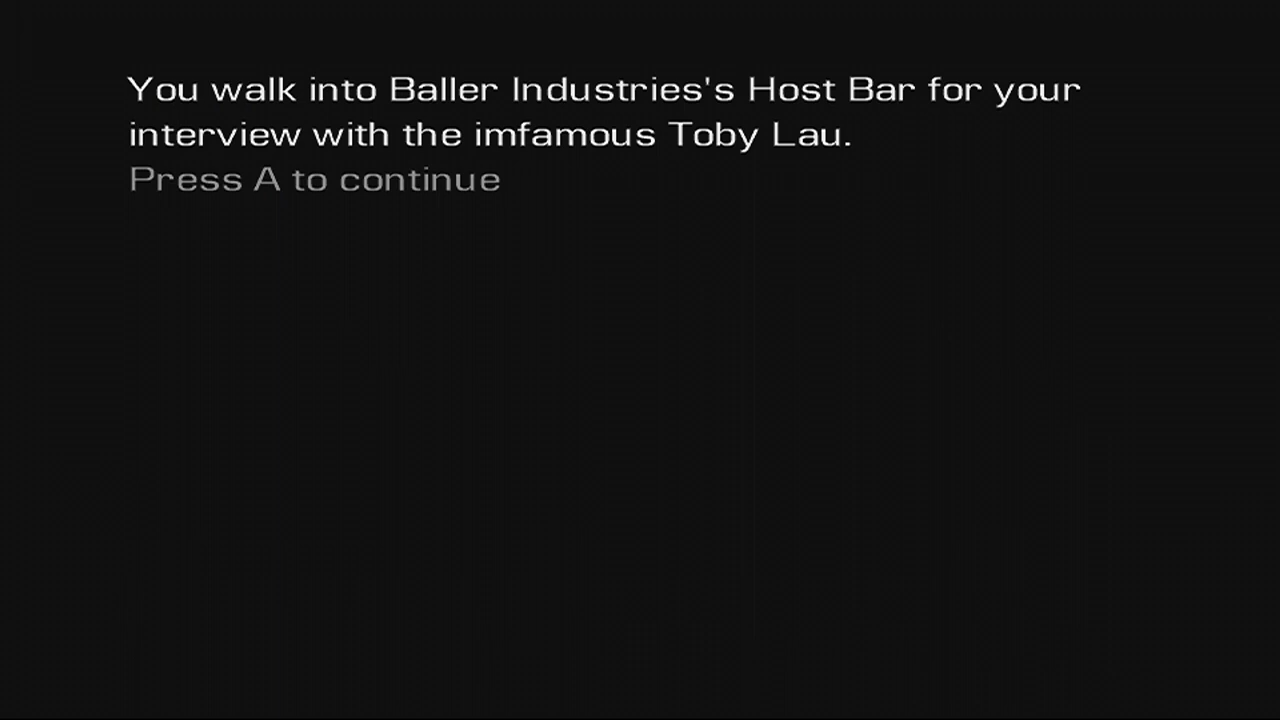 You walk into Baller Industries's Host Bar for your
interview with the imfamous Toby Lau.
Press A to continue